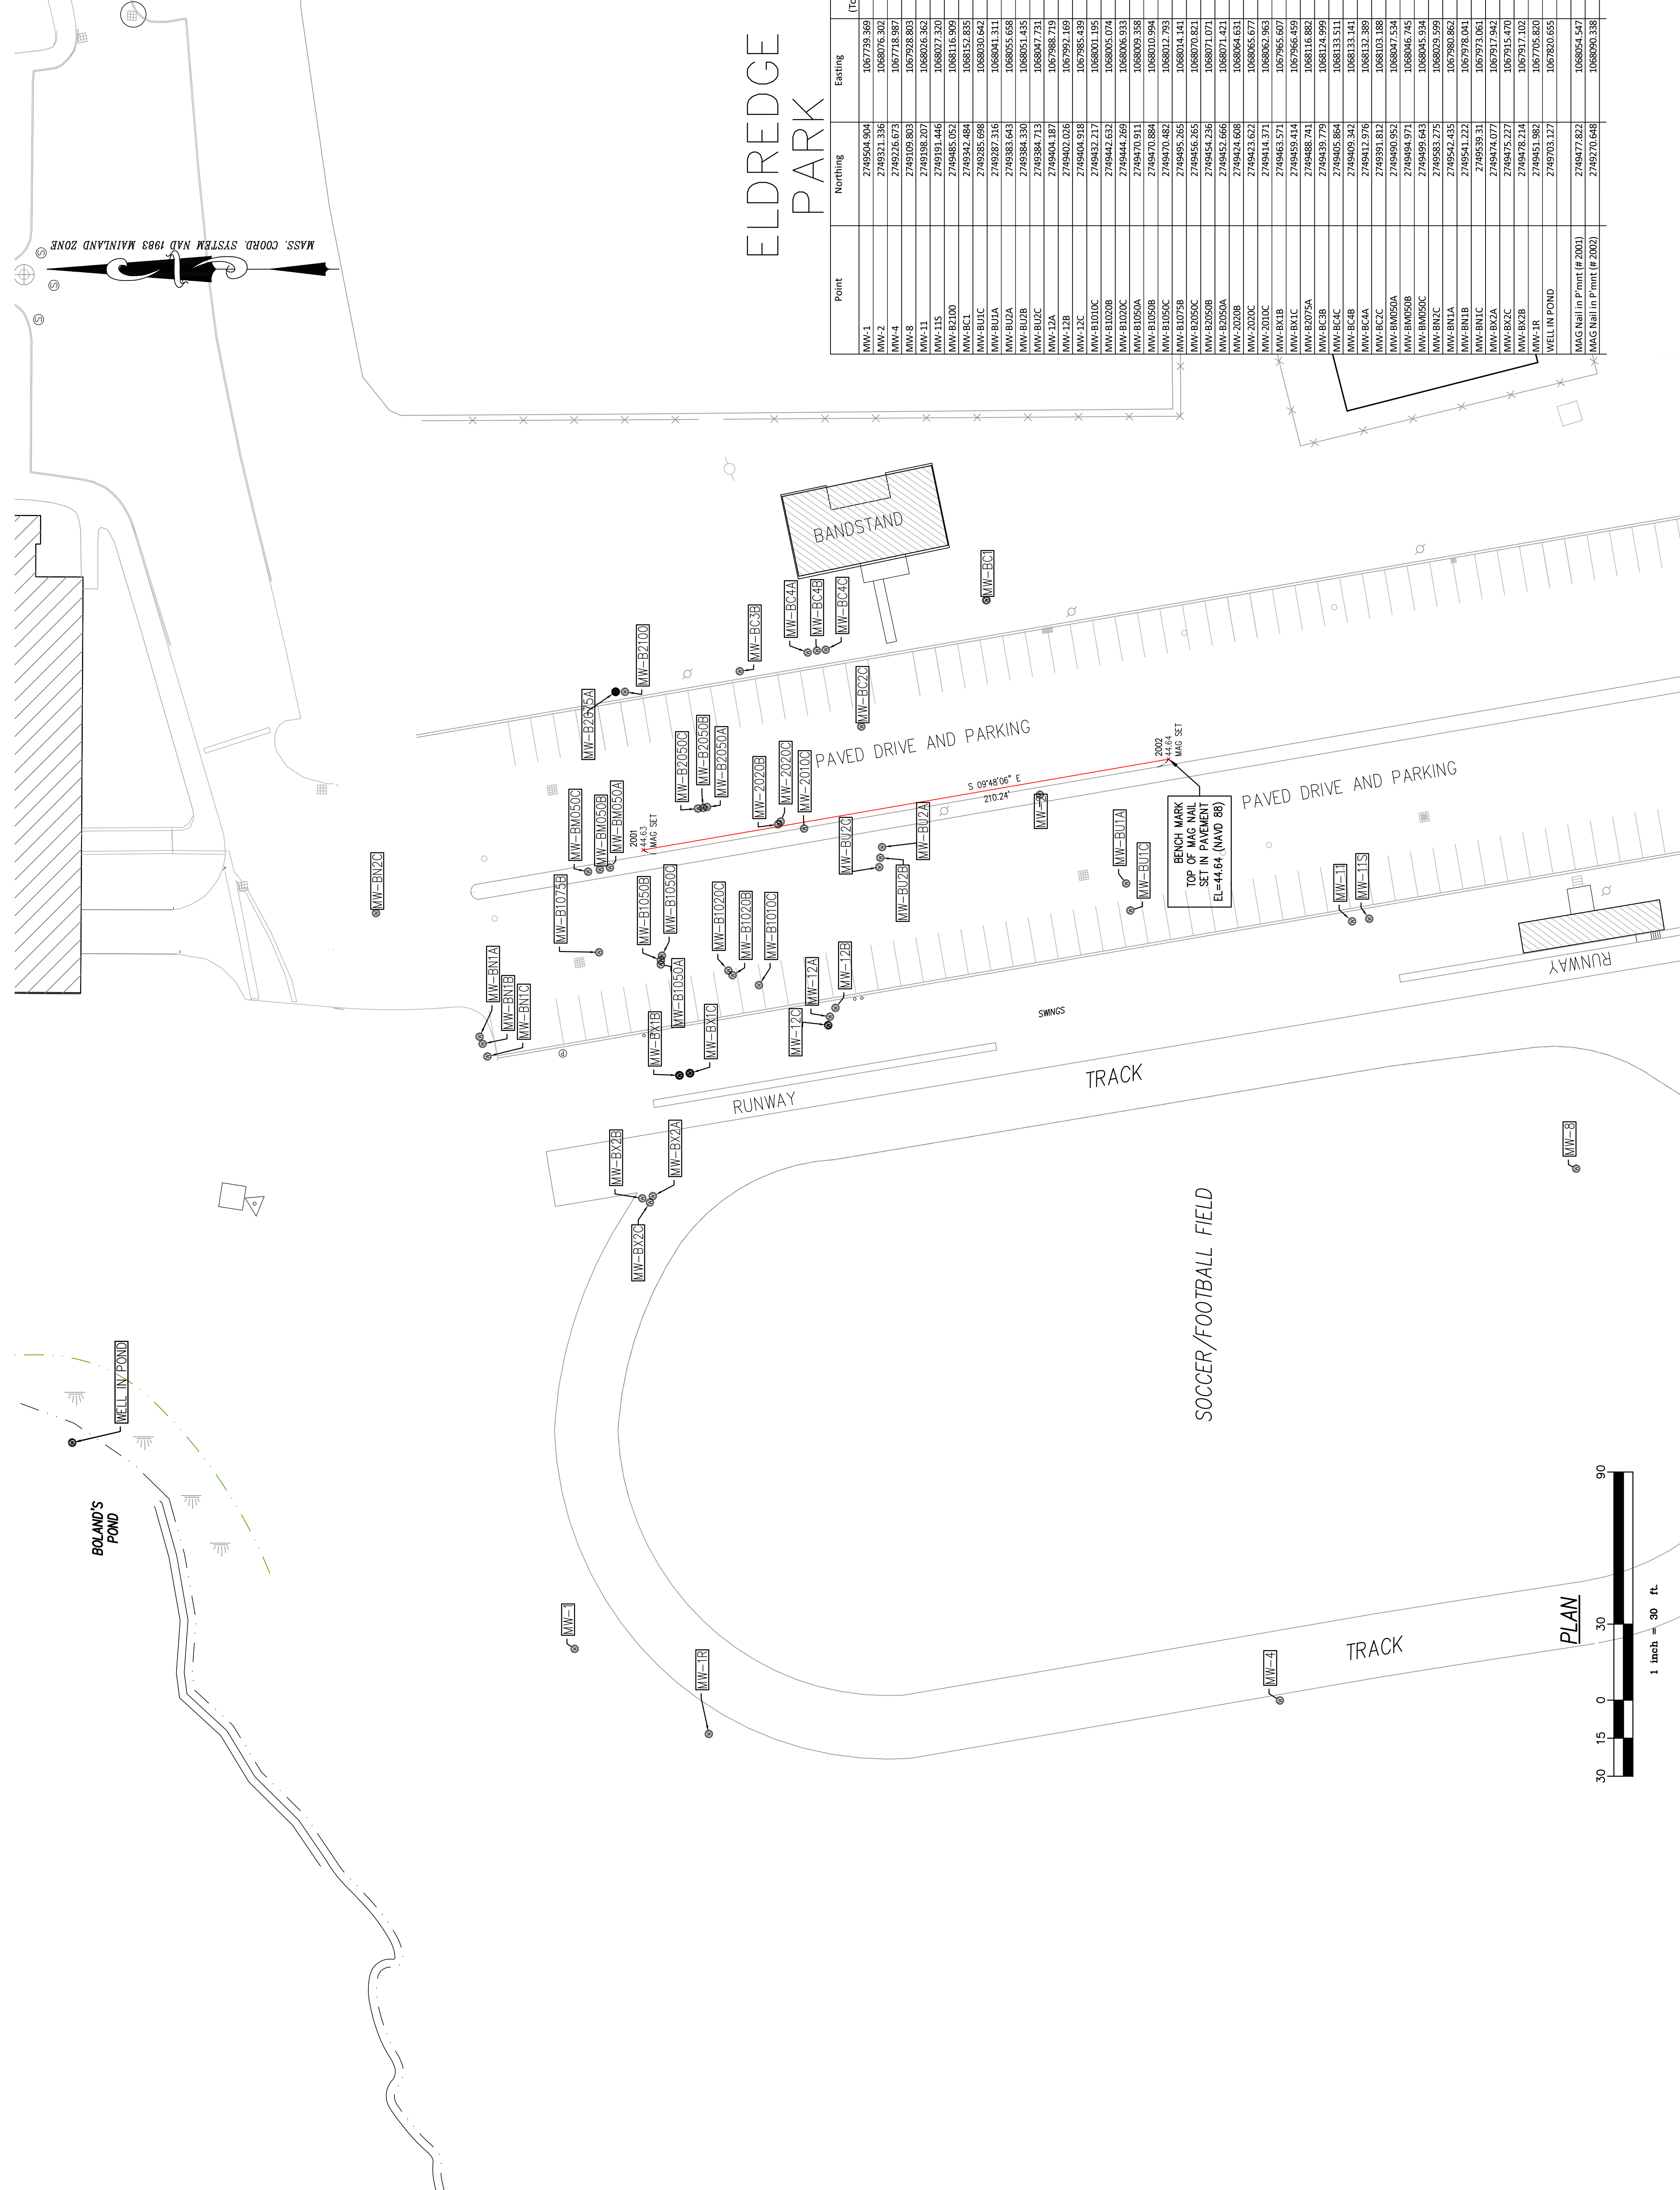 MASS. COORD. SYSTEM NAD 1983 MAINLAND ZONE
S
S
S
ELDREDGE
PARK
Point Northing Easting (To
MW-1 2749504.904 1067739.369
MW-2 2749321.336 1068076.302
MW-4 2749226.673 1067718.987
MW-8 2749109.803 1067928.803
MW-11 2749198.207 1068026.362
MW-11S 2749191.446 1068027.320
MW-B2100 2749485.052 1068116.909
MW-BC1 2749342.484 1068152.835
MW-BU1C 2749285.698 1068030.642
MW-BU1A 2749287.316 1068041.311
MW-BU2A 2749383.643 1068055.658
MW-BU2B 2749384.330 1068051.435
MW-BU2C 2749384.713 1068047.731
MW-12A 2749404.187 1067988.719
MW-12B 2749402.026 1067992.169
MW-12C 2749404.918 1067985.439
MW-B1010C 2749432.217 1068001.195
MW-B1020B 2749442.632 1068005.074
MW-B1020C 2749444.269 1068006.933
MW-B1050A 2749470.911 1068009.358
MW-B1050B 2749470.884 1068010.994
MW-B1050C 2749470.482 1068012.793
MW-B1075B 2749495.265 1068014.141
MW-B2050C 2749456.265 1068070.821
MW-B2050B 2749454.236 1068071.071
MW-B2050A 2749452.666 1068071.421
MW-2020B 2749424.608 1068064.631
MW-2020C 2749423.622 1068065.677
MW-2010C 2749414.371 1068062.963
MW-BX1B 2749463.571 1067965.607
MW-BX1C 2749459.414 1067966.459
MW-B2075A 2749488.741 1068116.882
MW-BC3B 2749439.779 1068124.999
MW-BC4C 2749405.864 1068133.511
MW-BC4B 2749409.342 1068133.141
MW-BC4A 2749412.976 1068132.389
MW-BC2C 2749391.812 1068103.188
MW-BM050A 2749490.952 1068047.534
MW-BM050B 2749494.971 1068046.745
MW-BM050C 2749499.643 1068045.934
MW-BN2C 2749583.275 1068029.599
MW-BN1A 2749542.435 1067980.862
MW-BN1B 2749541.222 1067978.041
MW-BN1C 2749539.31 1067973.061
MW-BX2A 2749474.077 1067917.942
MW-BX2C 2749475.227 1067915.470
MW-BX2B 2749478.214 1067917.102
MW-1R 2749451.982 1067705.820
WELL IN POND 2749703.127 1067820.655
MAG Nail in P'mnt (# 2001) 2749477.822 1068054.547
MAG Nail in P'mnt (# 2002) 2749270.648 1068090.338
BANDSTAND
MW-BC1
MW-BC4A
MW-BC4B
MW-BC4C
MW-BC3B
MW-B2100
MW-B2075A
MW-BC2C
MW-B2050C
MW-B2050B
MW-B2050A
MW-2020B
MW-2020C
MW-2010C
PAVED DRIVE AND PARKING
S 09°48'06" E
210.24'
2001
44.63
MAG SET
2002
44.64
MAG SET
BENCH MARK
TOP OF MAG NAIL
SET IN PAVEMENT
EL=44.64 (NAVD 88)
PAVED DRIVE AND PARKING
MW-BM050C
MW-BM050B
MW-BM050A
MW-BN2C
MW-BU2C
MW-BU2A
MW-BU2B
MW-BU1A
MW-BU1C
MW-11
MW-11S
MW-B1075B
MW-B1050B
MW-B1050C
MW-B1050A
MW-B1020C
MW-B1020B
MW-B1010C
MW-12A
MW-12B
MW-12C
MW-BN1A
MW-BN1B
MW-BN1C
MW-BX1B
MW-BX1C
SWINGS
RUNWAY
RUNWAY
TRACK
MW-BX2B
MW-BX2A
MW-BX2C
MW-8
SOCCER/FOOTBALL FIELD
WELL IN POND
BOLAND'S
POND
MW-1
MW-1R
MW-4
TRACK
PLAN
30 15 0 30 90
1 inch = 30 ft.